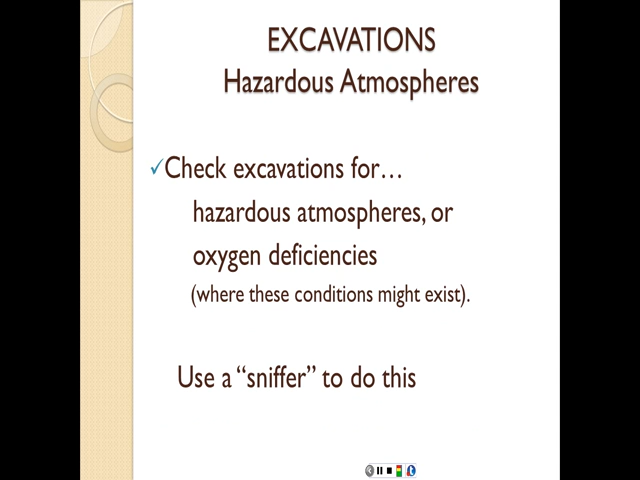 EXCAVATIONS
Hazardous Atmospheres
✓Check excavations for…
hazardous atmospheres, or
oxygen deficiencies
(where these conditions might exist).
Use a “sniffer” to do this